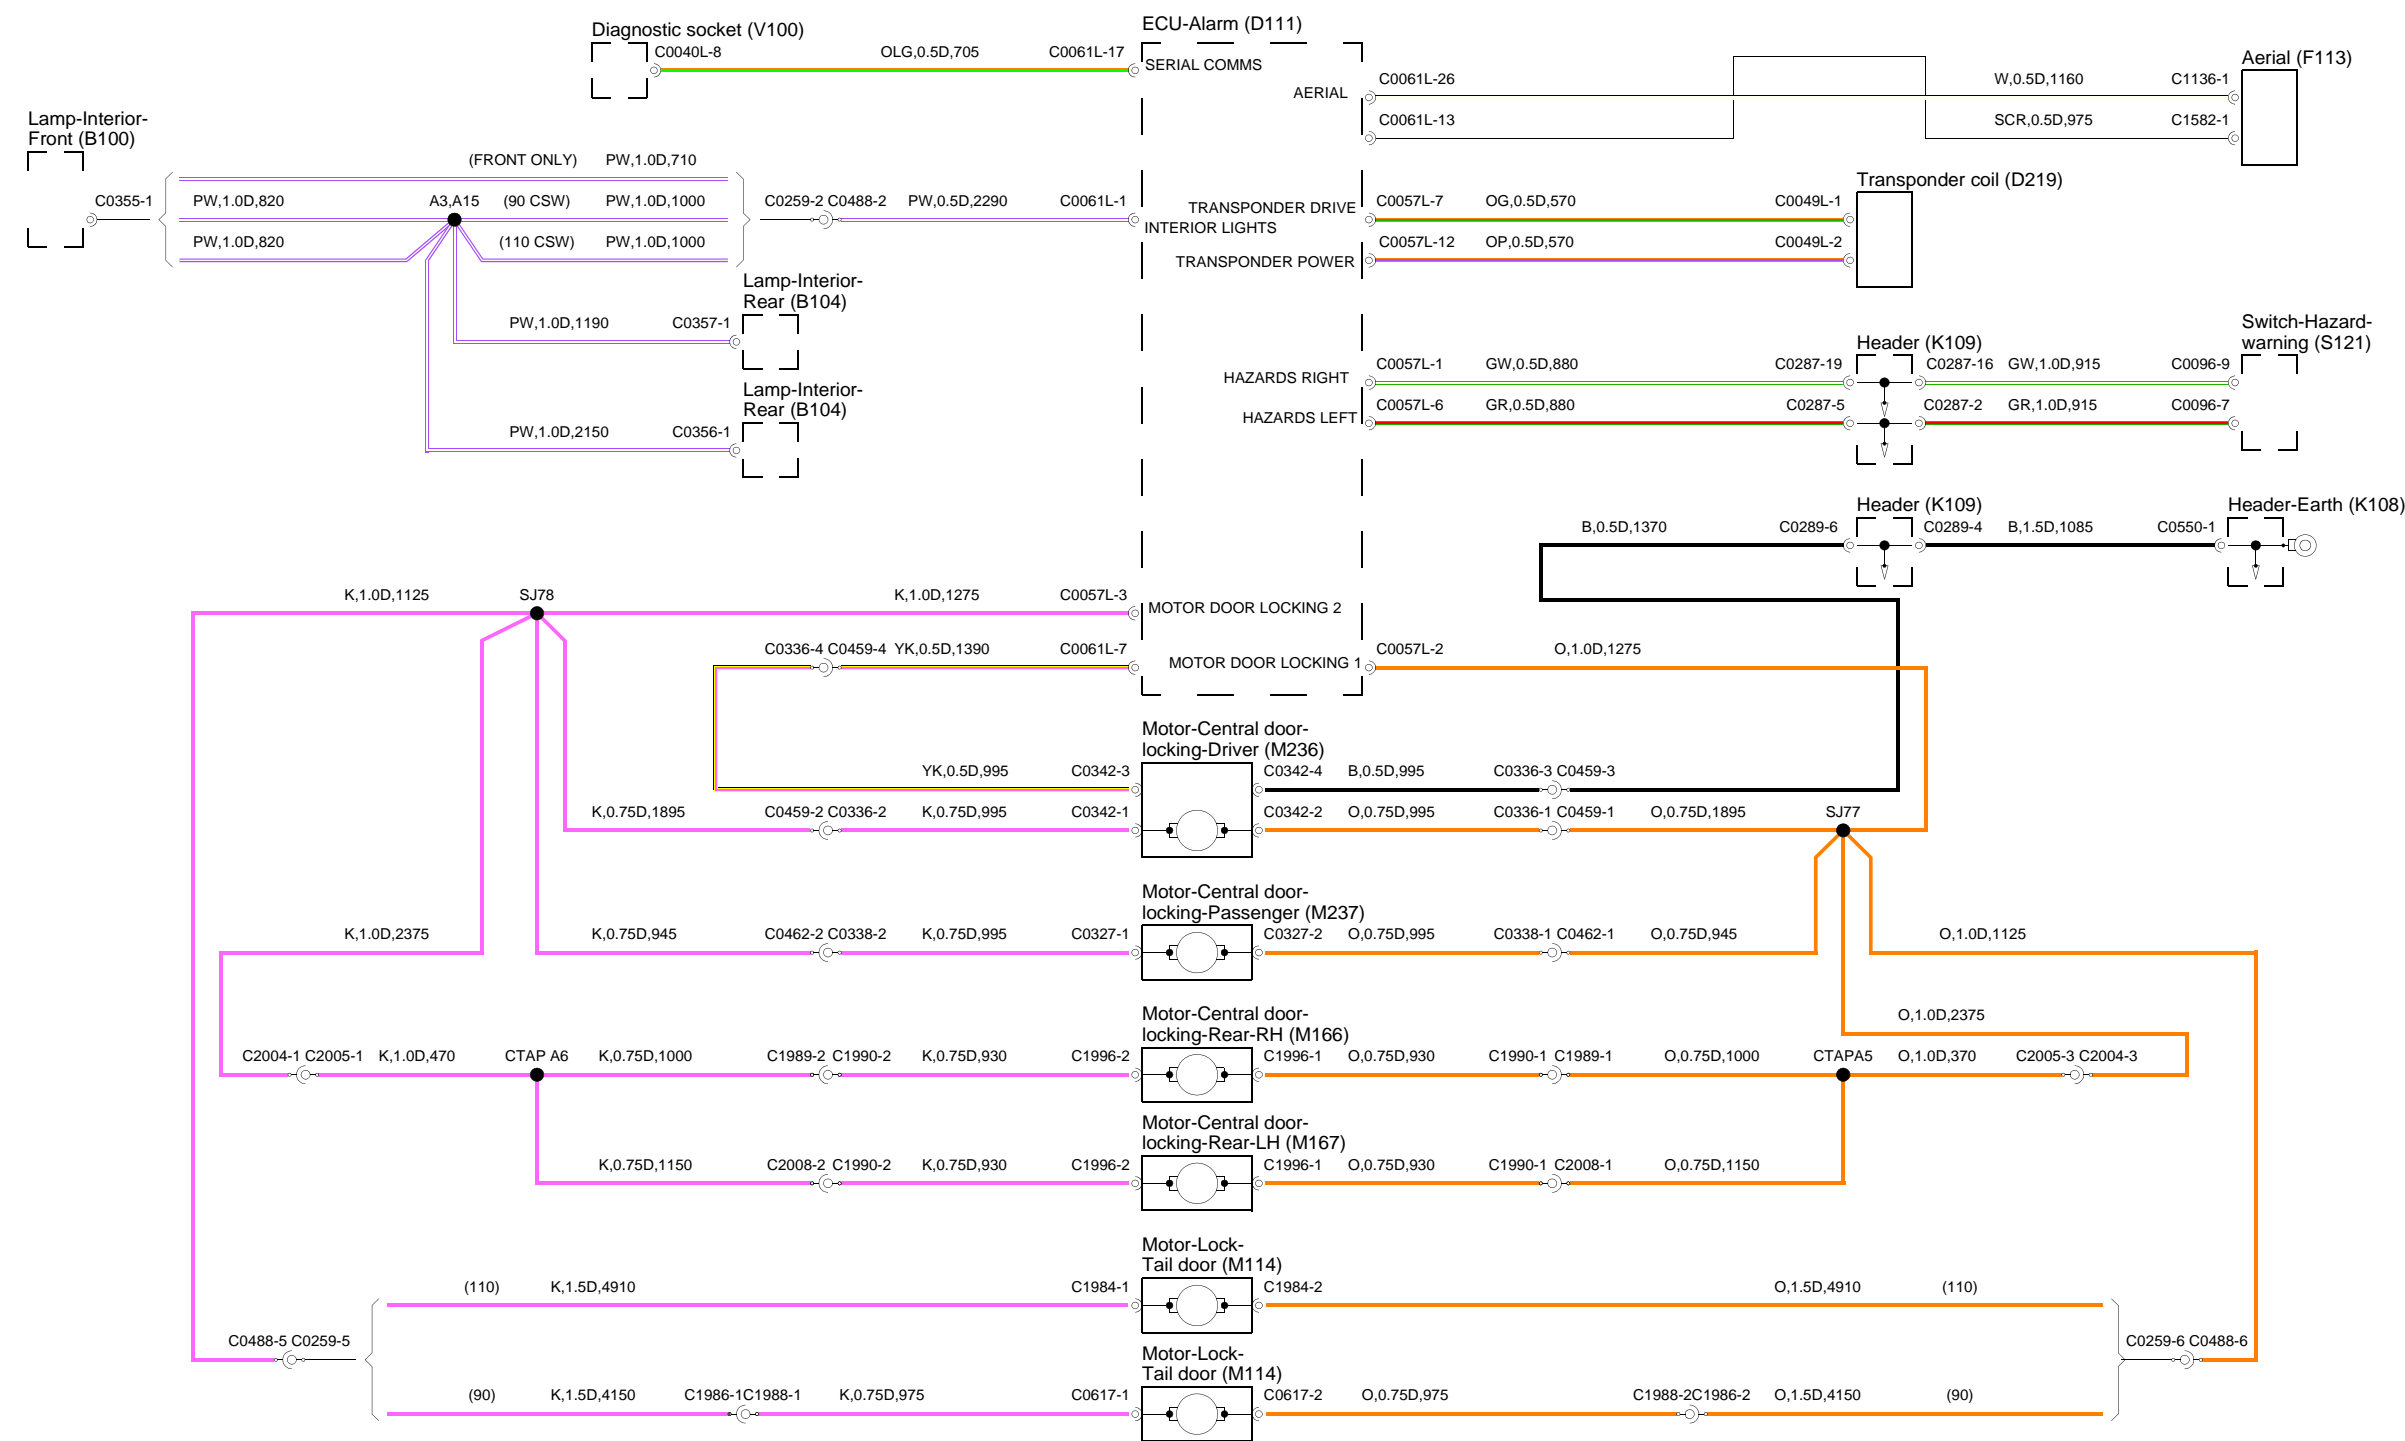 Diagnostic socket (V100)
C0040L-8 OLG,0.5D,705 C0061L-17
ECU-Alarm (D111)
SERIAL COMMS
AERIAL
C0061L-26 W,0.5D,1160 C1136-1
C0061L-13 SCR,0.5D,975 C1582-1
Aerial (F113)
Lamp-Interior-
Front (B100)
C0355-1
(FRONT ONLY) PW,1.0D,710
PW,1.0D,820 A3,A15 (90 CSW) PW,1.0D,1000
PW,1.0D,820 (110 CSW) PW,1.0D,1000
C0259-2 C0488-2 PW,0.5D,2290 C0061L-1
TRANSPONDER DRIVE
INTERIOR LIGHTS
TRANSPONDER POWER
C0057L-7 OG,0.5D,570 C0049L-1
C0057L-12 OP,0.5D,570 C0049L-2
Transponder coil (D219)
Lamp-Interior-
Rear (B104)
PW,1.0D,1190 C0357-1
Lamp-Interior-
Rear (B104)
PW,1.0D,2150 C0356-1
HAZARDS RIGHT
HAZARDS LEFT
Header (K109)
Switch-Hazard-
warning (S121)
C0057L-1 GW,0.5D,880 C0287-19 C0287-16 GW,1.0D,915 C0096-9
C0057L-6 GR,0.5D,880 C0287-5 C0287-2 GR,1.0D,915 C0096-7
Header (K109)
Header-Earth (K108)
B,0.5D,1370 C0289-6 C0289-4 B,1.5D,1085 C0550-1
K,1.0D,1125 SJ78 K,1.0D,1275 C0057L-3
MOTOR DOOR LOCKING 2
C0336-4 C0459-4 YK,0.5D,1390 C0061L-7
MOTOR DOOR LOCKING 1
C0057L-2 O,1.0D,1275
Motor-Central door-
locking-Driver (M236)
YK,0.5D,995 C0342-3
C0342-4 B,0.5D,995 C0336-3 C0459-3
K,0.75D,1895 C0459-2 C0336-2 K,0.75D,995 C0342-1
C0342-2 O,0.75D,995 C0336-1 C0459-1 O,0.75D,1895 SJ77
Motor-Central door-
locking-Passenger (M237)
K,1.0D,2375 K,0.75D,945 C0462-2 C0338-2 K,0.75D,995 C0327-1
C0327-2 O,0.75D,995 C0338-1 C0462-1 O,0.75D,945 O,1.0D,1125
O,1.0D,2375
Motor-Central door-
locking-Rear-RH (M166)
C2004-1 C2005-1 K,1.0D,470 CTAP A6 K,0.75D,1000 C1989-2 C1990-2 K,0.75D,930 C1996-2
C1996-1 O,0.75D,930 C1990-1 C1989-1 O,0.75D,1000 CTAPA5 O,1.0D,370 C2005-3 C2004-3
Motor-Central door-
locking-Rear-LH (M167)
K,0.75D,1150 C2008-2 C1990-2 K,0.75D,930 C1996-2
C1996-1 O,0.75D,930 C1990-1 C2008-1 O,0.75D,1150
Motor-Lock-
Tail door (M114)
(110) K,1.5D,4910 C1984-1
C1984-2 O,1.5D,4910 (110)
C0488-5 C0259-5
C0259-6 C0488-6
Motor-Lock-
Tail door (M114)
(90) K,1.5D,4150 C1986-1C1988-1 K,0.75D,975 C0617-1
C0617-2 O,0.75D,975 C1988-2C1986-2 O,1.5D,4150 (90)